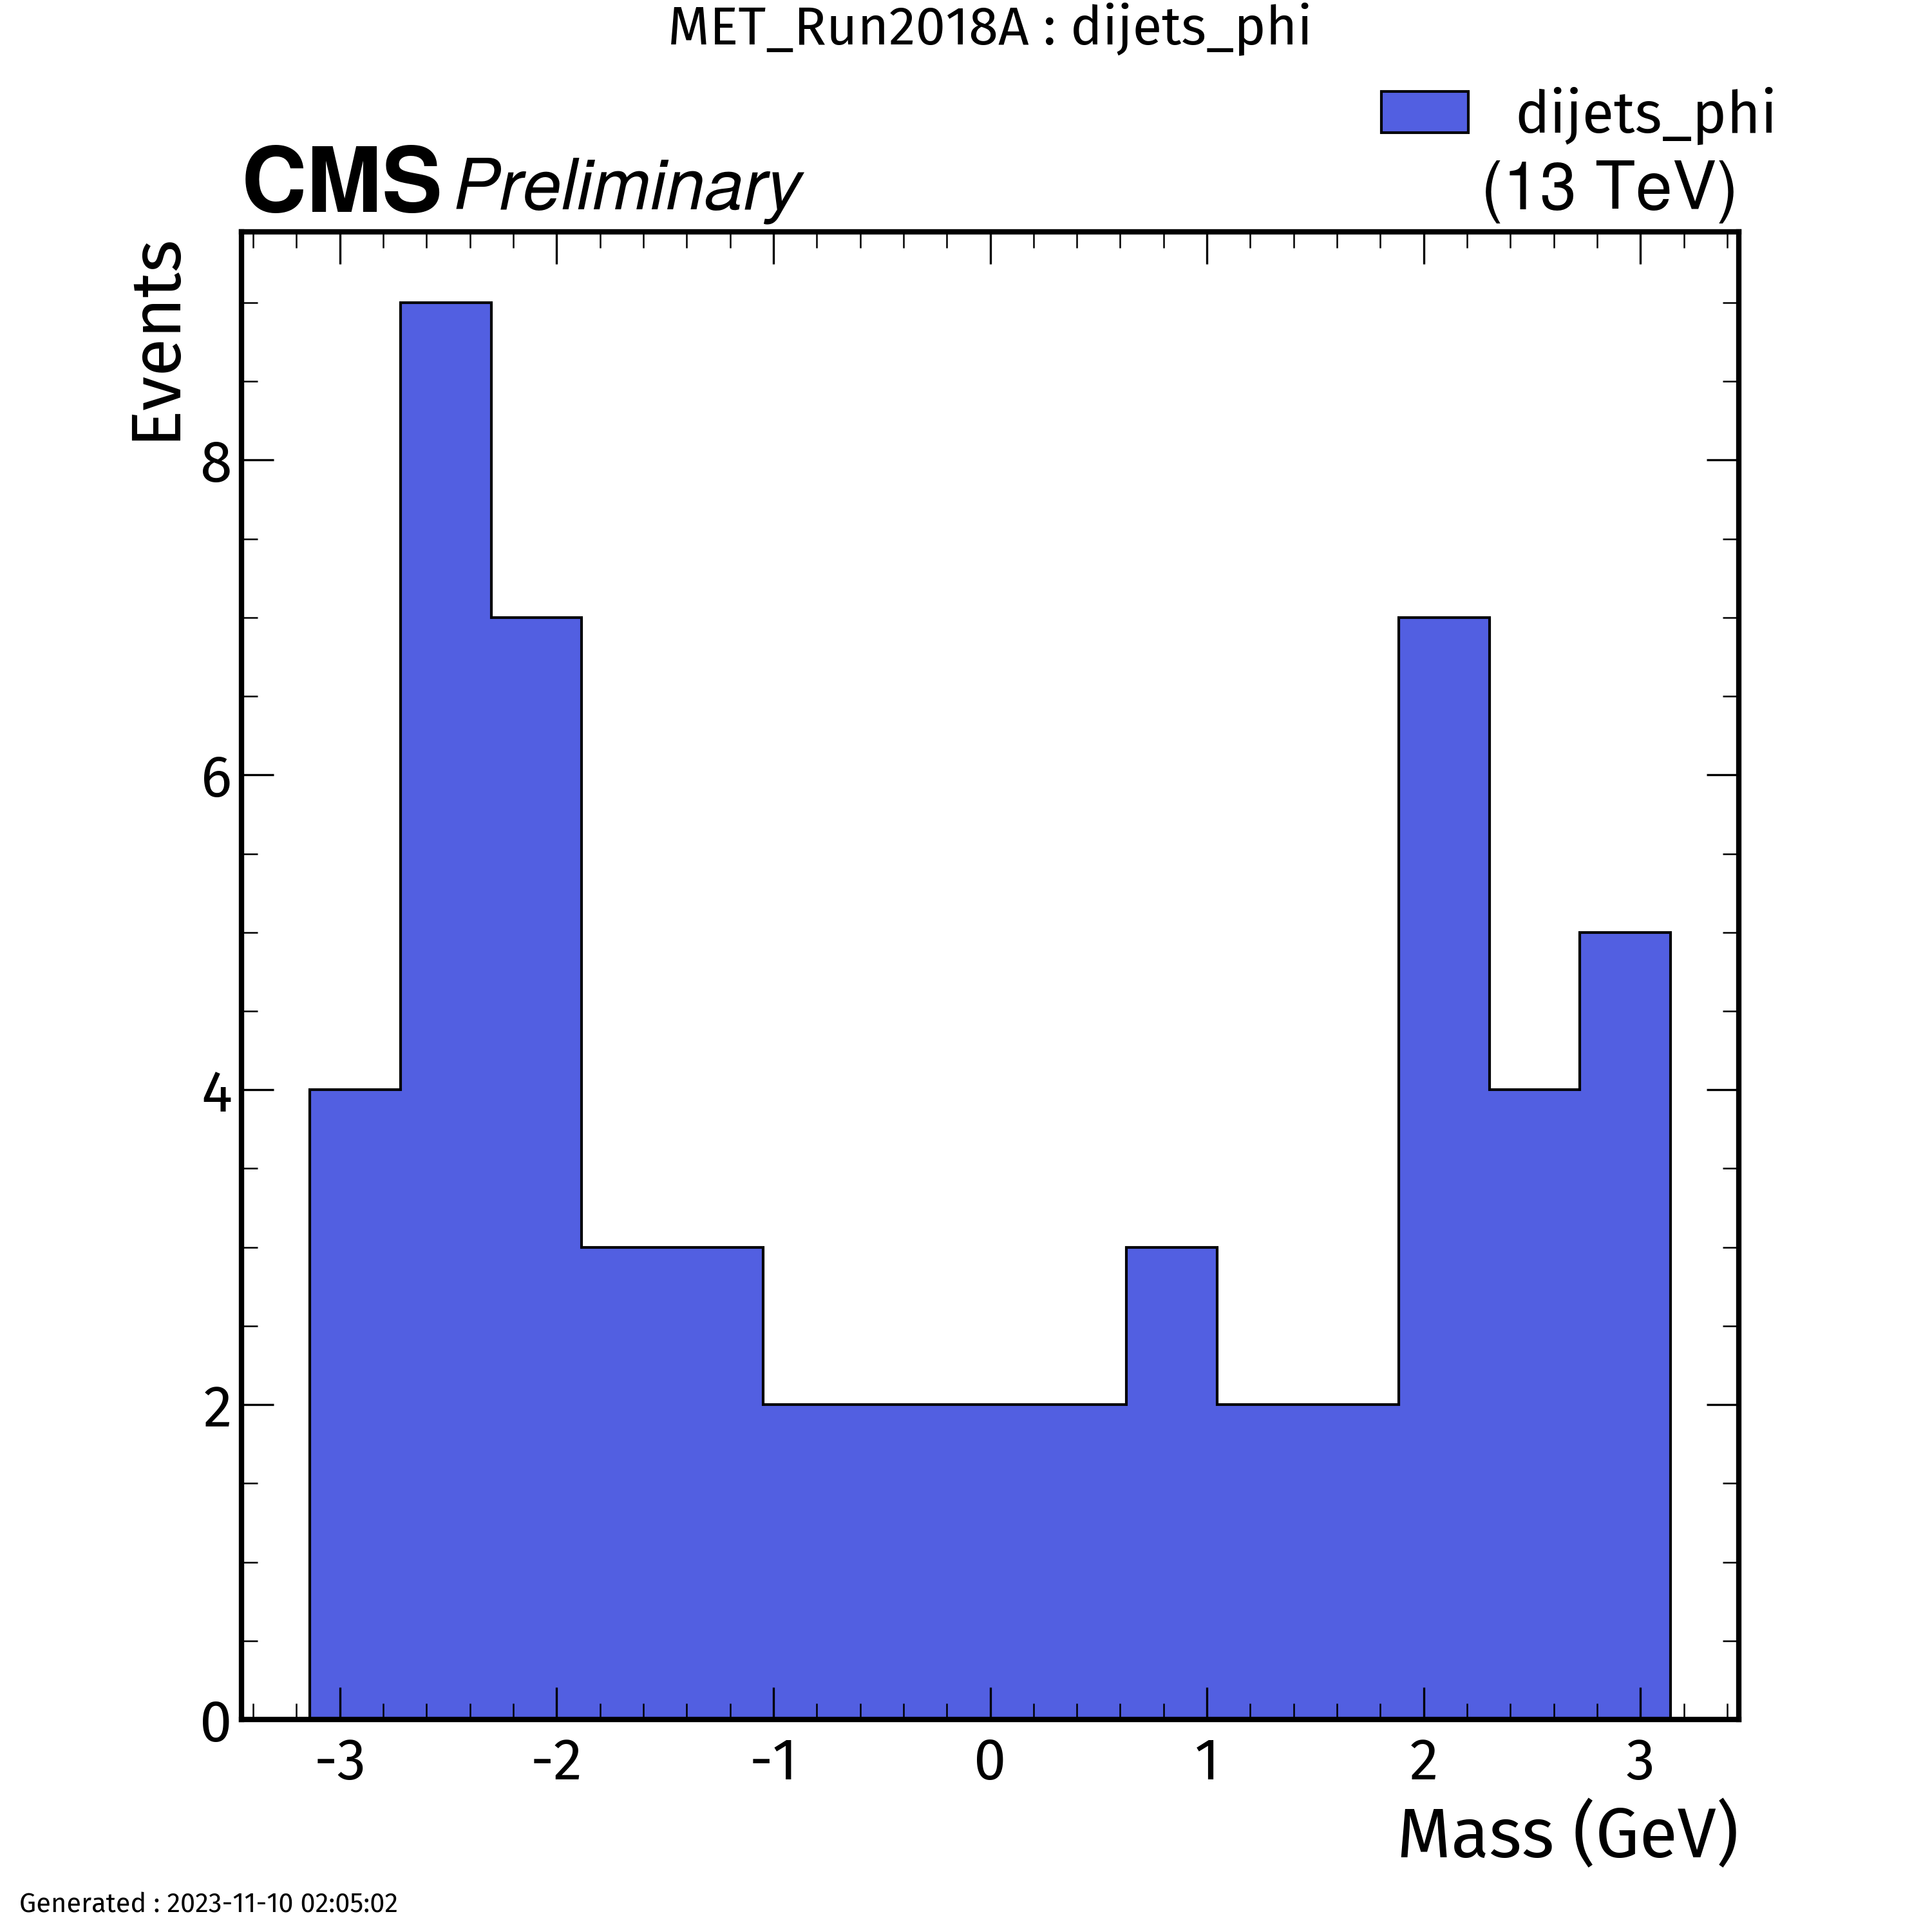 MET_Run2018A : dijets_phi
dijets_phi
CMS Preliminary
(13 TeV)
Events
8
6
4
2
0
-3 -2 -1 0 1 2 3
Mass (GeV)
Generated : 2023-11-10 02:05:02